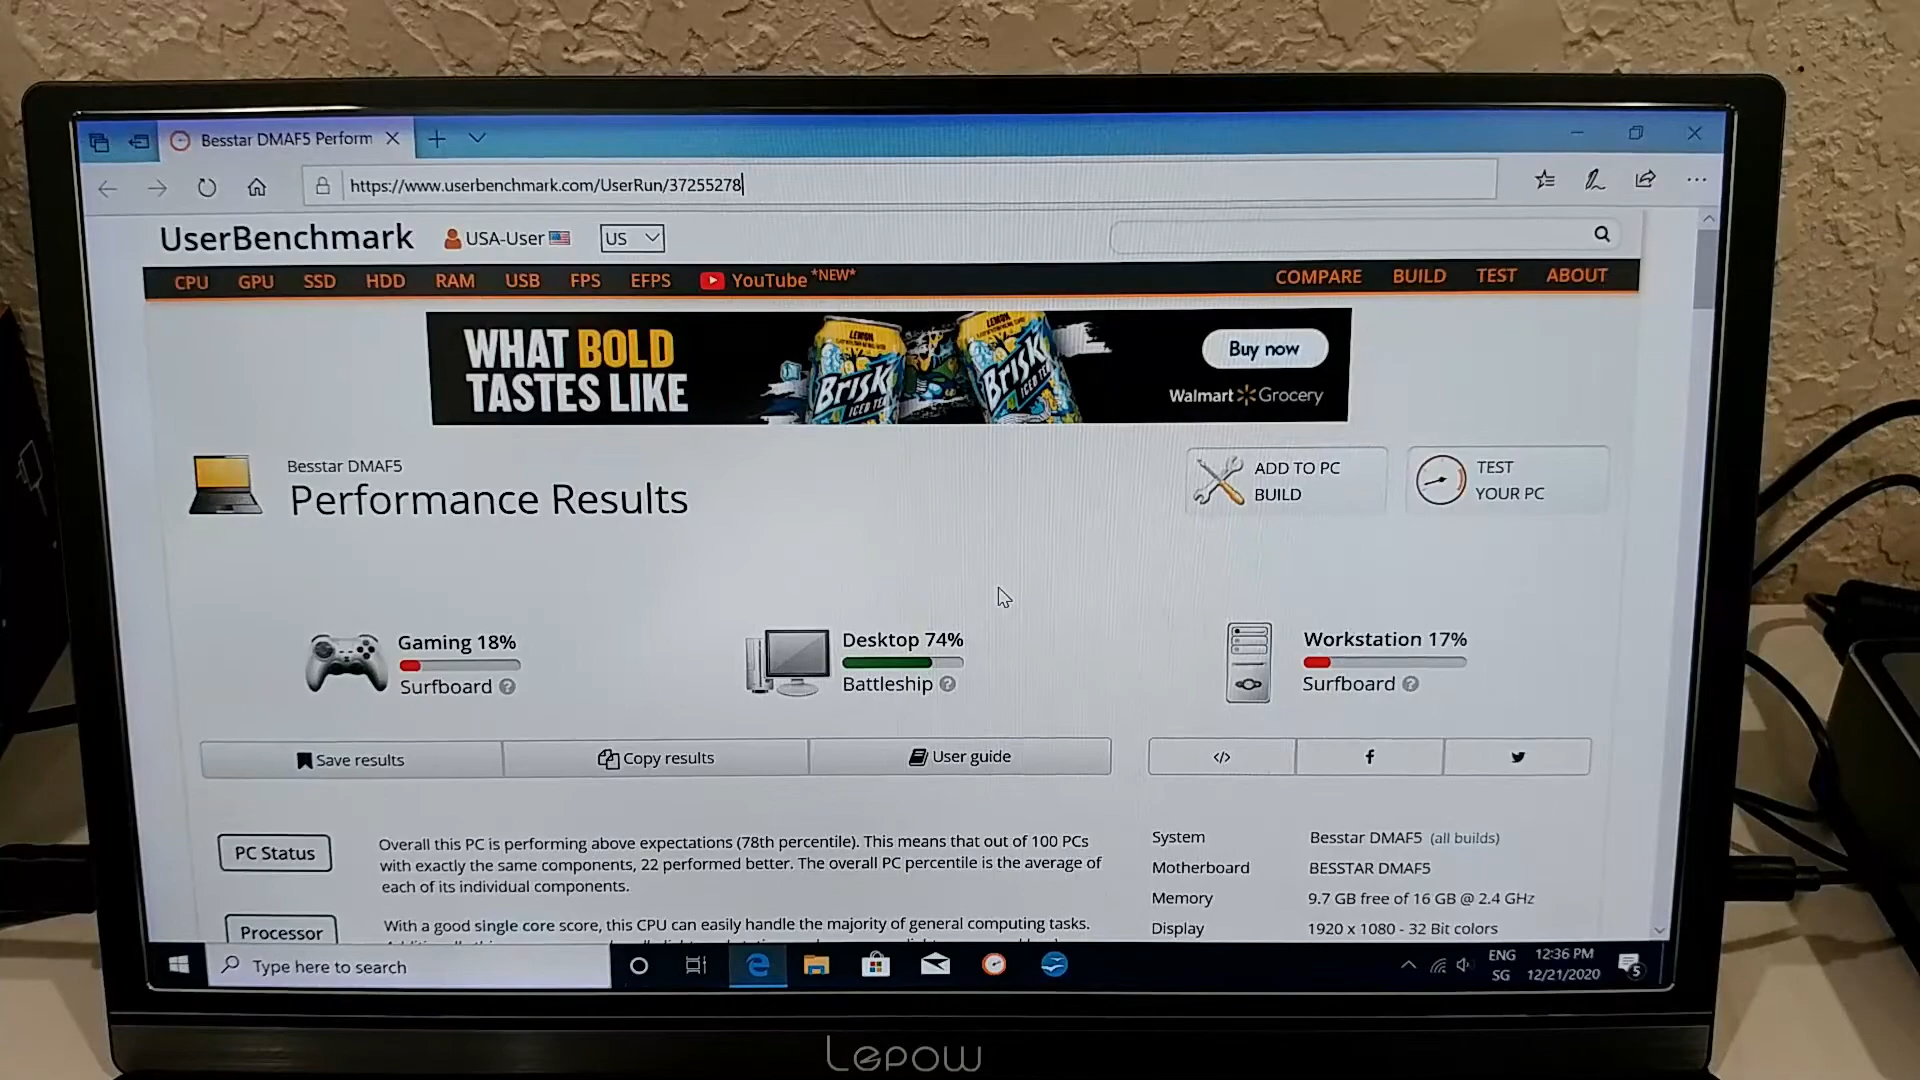 Besstar DMAF5 Perform
https://www.userbenchmark.com/UserRun/37255278
UserBenchmark
USA-User
US
CPU GPU SSD HDD RAM USB FPS EFPS YouTube *NEW* COMPARE BUILD TEST ABOUT
WHAT BOLD
TASTES LIKE
LEMON
Brisk
ICED TEA
LEMON
Brisk
ICED TEA
Buy now
Walmart Grocery
Besstar DMAF5
Performance Results
ADD TO PC
BUILD
TEST
YOUR PC
Gaming 18%
Surfboard ?
Desktop 74%
Battleship ?
Workstation 17%
Surfboard ?
Save results
Copy results
User guide
</>
f
PC Status
Overall this PC is performing above expectations (78th percentile). This means that out of 100 PCs
with exactly the same components, 22 performed better. The overall PC percentile is the average of
each of its individual components.
Processor
With a good single core score, this CPU can easily handle the majority of general computing tasks.
System Besstar DMAF5 (all builds)
Motherboard BESSTAR DMAF5
Memory 9.7 GB free of 16 GB @ 2.4 GHz
Display 1920 x 1080 - 32 Bit colors
Type here to search
ENG
SG
12:36 PM
12/21/2020
5
Lepow